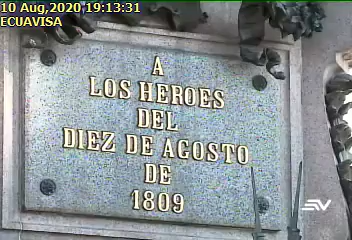 10 Aug,2020,19:13:31
ECUAVISA
A
LOS HEROES
DEL
DIEZ DE AGOSTO
DE
1809